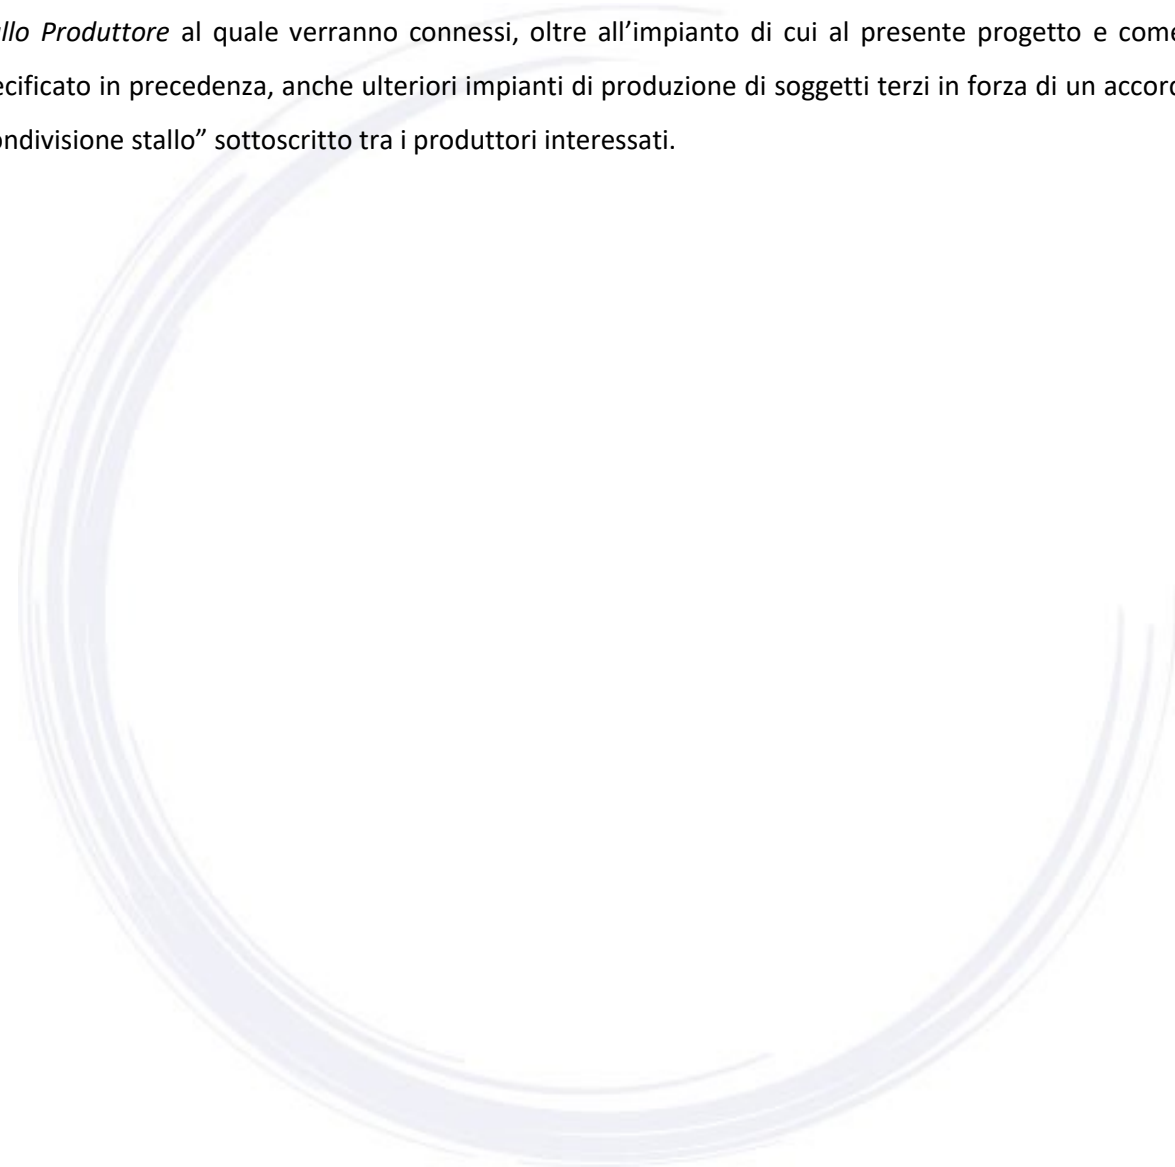 llo Produttore al quale verranno connessi, oltre all’impianto di cui al presente progetto e come
ecificato in precedenza, anche ulteriori impianti di produzione di soggetti terzi in forza di un accord
ondivisione stallo” sottoscritto tra i produttori interessati.